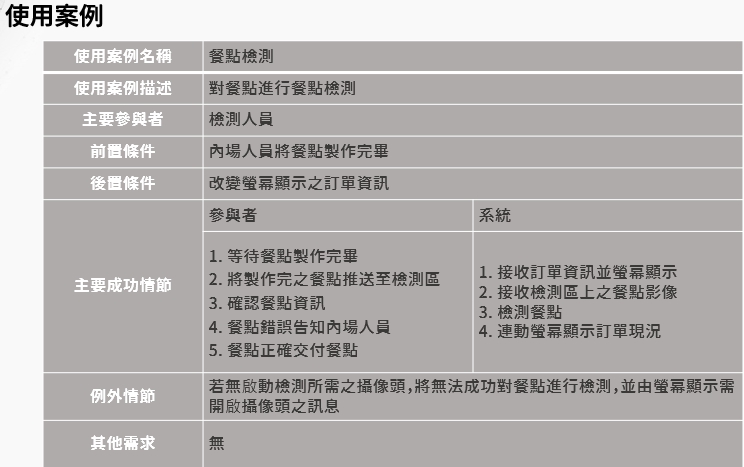 使用案例
使用案例名稱
餐點檢測
使用案例描述
對餐點進行餐點檢測
主要參與者
檢測人員
前置條件
內場人員將餐點製作完畢
後置條件
改變螢幕顯示之訂單資訊
主要成功情節
參與者
系統
1. 等待餐點製作完畢
2. 將製作完之餐點推送至檢測區
3. 確認餐點資訊
4. 餐點錯誤告知內場人員
5. 餐點正確交付餐點
1. 接收訂單資訊並螢幕顯示
2. 接收檢測區上之餐點影像
3. 檢測餐點
4. 連動螢幕顯示訂單現況
例外情節
若無啟動檢測所需之攝像頭,將無法成功對餐點進行檢測,並由螢幕顯示需
開啟攝像頭之訊息
其他需求
無